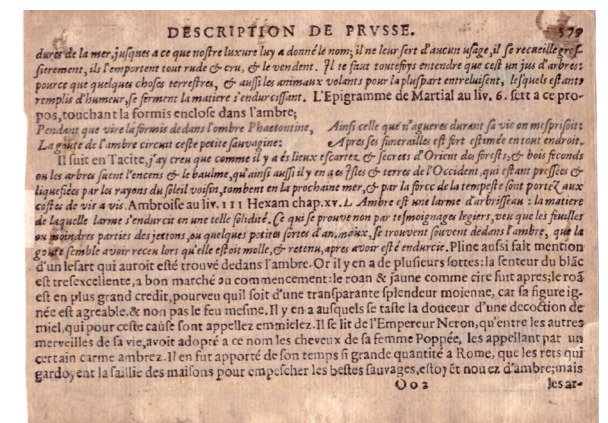 DESCRIPTION DE PRVSSE. 579
dures de la mer, jusques a ce que nostre luxure luy a donné le nom; il ne leur sert d'aucun usage, il se recueille gros-
sierement, ils l'emportent tout rude & cru, & le vendent. Il te faut toutefoys entendre que cest un jus d'arbres:
pource que quelques choses terrestres, & aussi les animaux volants pour la pluspart entreluisent, lesquels estants
remplis d'humeur, se firment la matiere s'endurcissant. L'Epigramme de Martial au liv. 6. sert a ce pro-
pos, touchant la formis enclose dans l'ambre;
Pendant que vire la formis dedans l'ombre Phaetontine,
La goute de l'ambre circuit ceste petite sauvagine:
Ainsi celle que n'agueres durant sa vie on mesprisoit:
Apres ses funerailles est fort estimée en tout endroit.
Il suit en Tacite, j'ay creu que comme il y a és lieux escartez & secrets d'Orient des forests, & bois feconds
ou les arbres suent l'encens & le baulme, qu'ainsi aussi il y en a es Isles & terres de l'Occident, qui estant pressées &
liquefiées par les rayons du soleil voisin, tombent en la prochaine mer, & par la force de la tempeste sont portez aux
costes de vis a vis. Ambroise au liv. III Hexam chap. xv. L Ambre est une larme d'arbrisseau: la matiere
de laquelle larme s'endurcit en une telle solidité, Ce qui se prouve non par tesmoignages legiers, veu que les fuilles
ou moindres parties des jettons, ou quelques petites sortes d'animaux, se trouvent souvent dedans l'ambre, que la
goute semble avoir receu lors qu'elle estoit molle, & retenu, apres avoir esté endurcie. Pline aussi fait mention
d'un lesart qui auroit esté trouvé dedans l'ambre. Or il y en a de plusieurs sortes: la senteur du blāc
est tresexcellente, a bon marché au commencement: le roan & jaune comme cire suit apres; le roā
est en plus grand credit, pourveu quil soit d'une transparante splendeur moienne, car sa figure ig-
née est agreable, & non pas le feu mesme. Il y en a ausquels se taste la douceur d'une decoction de
miel, qui pour ceste cause sont appellez emmielez. Il se lit de l'Empereur Neron, qu'entre les autres
merveilles de sa vie, avoit adopté a ce nom les cheveux de sa femme Poppée, les appellant par un
certain carme ambrez. Il en fut apporté de son temps si grande quantité a Rome, que les rets qui
gardoyent la saillie des maisons pour empescher les bestes sauvages, estoyēt nouez d'ambre; mais
Oo 2 les ar-